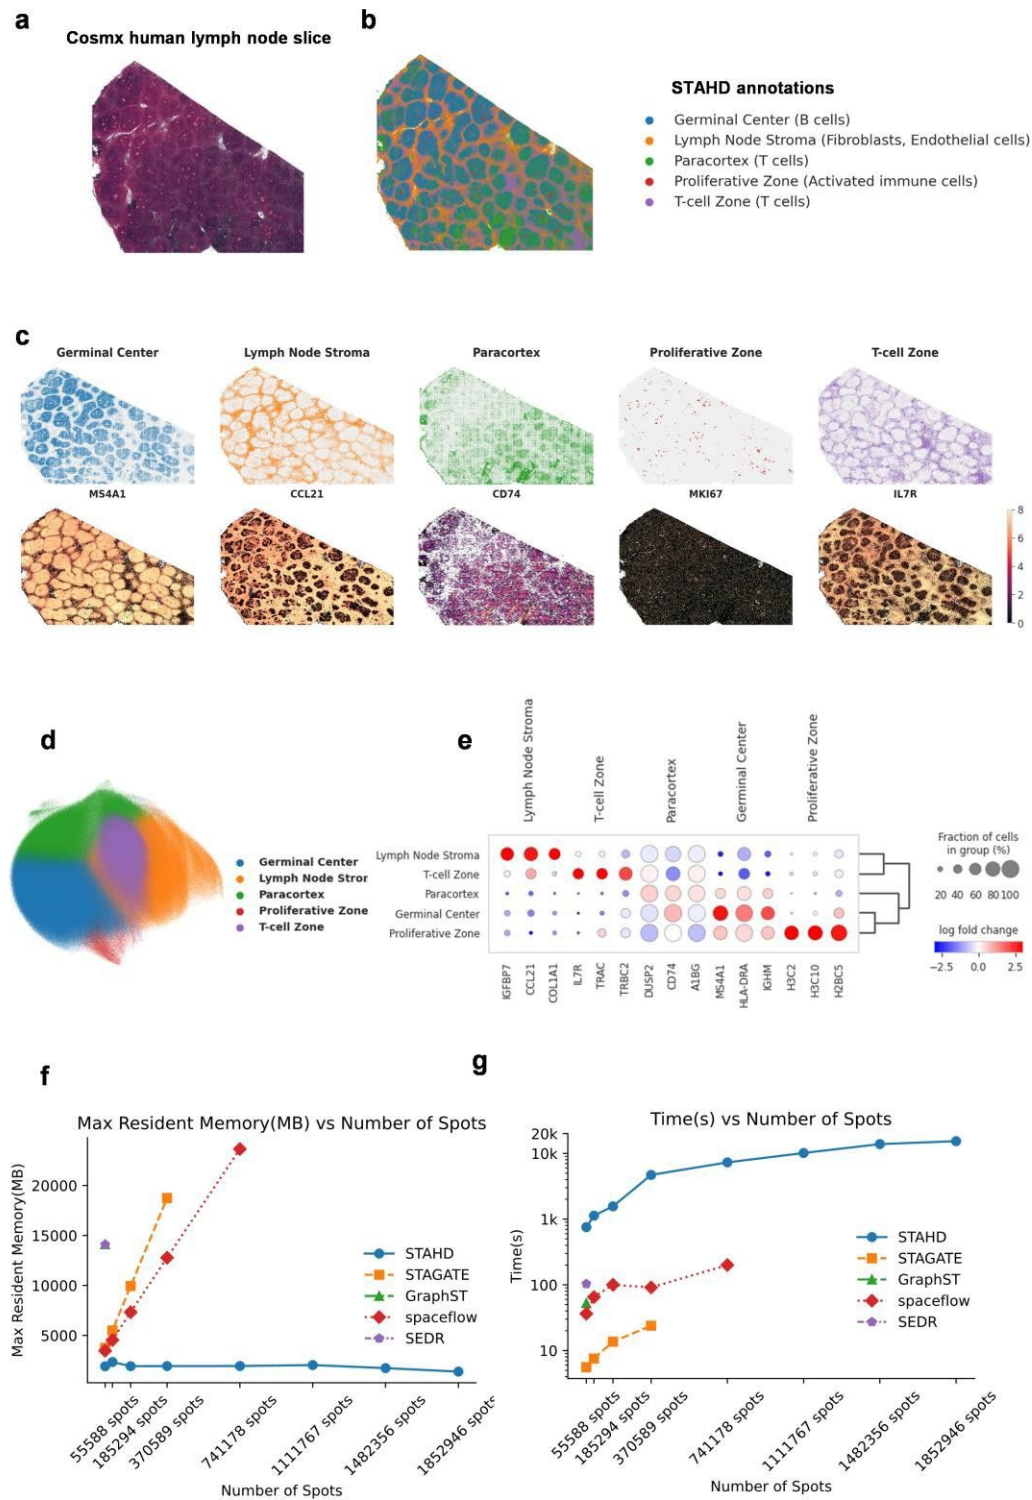 a
Cosmx human lymph node slice
b
STAHD annotations
Germinal Center (B cells)
Lymph Node Stroma (Fibroblasts, Endothelial cells)
Paracortex (T cells)
Proliferative Zone (Activated immune cells)
T-cell Zone (T cells)
c
Germinal Center
Lymph Node Stroma
Paracortex
Proliferative Zone
T-cell Zone
MS4A1
CCL21
CD74
MKI67
IL7R
8
6
4
2
0
d
Germinal Center
Lymph Node Stror
Paracortex
Proliferative Zone
T-cell Zone
e
Lymph Node Stroma
T-cell Zone
Paracortex
Germinal Center
Proliferative Zone
Lymph Node Stroma
T-cell Zone
Paracortex
Germinal Center
Proliferative Zone
IGFBP7
CCL21
COL1A1
IL7R
TRAC
TRBC2
DUSP2
CD74
A1BG
MS4A1
HLA-DRA
IGHM
H3C2
H3C10
H2BC5
Fraction of cells
in group (%)
20 40 60 80 100
log fold change
−2.5 0.0 2.5
f
Max Resident Memory(MB) vs Number of Spots
Max Resident Memory(MB)
20000
15000
10000
5000
STAHD
STAGATE
GraphST
spaceflow
SEDR
55588 spots
185294 spots
370589 spots
741178 spots
1111767 spots
1482356 spots
1852946 spots
Number of Spots
g
Time(s) vs Number of Spots
Time(s)
20k
10k
1k
100
10
STAHD
STAGATE
GraphST
spaceflow
SEDR
55588 spots
185294 spots
370589 spots
741178 spots
1111767 spots
1482356 spots
1852946 spots
Number of Spots